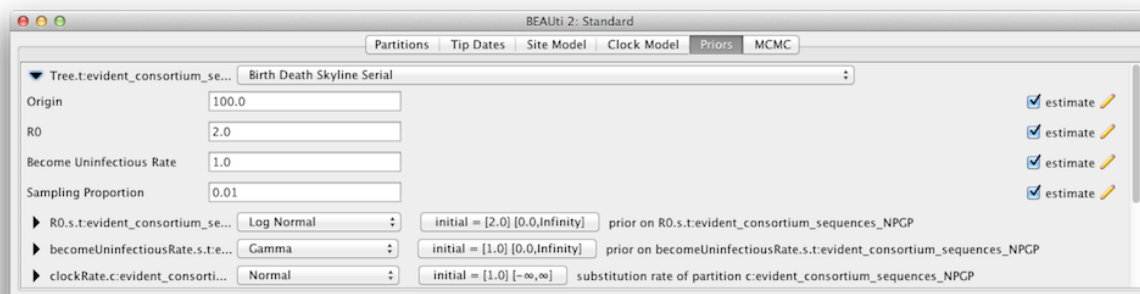 BEAUti 2: Standard
Partitions Tip Dates Site Model Clock Model Priors MCMC
Tree.t:evident_consortium_se... Birth Death Skyline Serial
Origin 100.0 estimate
R0 2.0 estimate
Become Uninfectious Rate 1.0 estimate
Sampling Proportion 0.01 estimate
R0.s.t:evident_consortium_se... Log Normal initial = [2.0] [0.0,Infinity] prior on R0.s.t:evident_consortium_sequences_NPGP
becomeUninfectiousRate.s.t:e... Gamma initial = [1.0] [0.0,Infinity] prior on becomeUninfectiousRate.s.t:evident_consortium_sequences_NPGP
clockRate.c:evident_consorti... Normal initial = [1.0] [-∞,∞] substitution rate of partition c:evident_consortium_sequences_NPGP